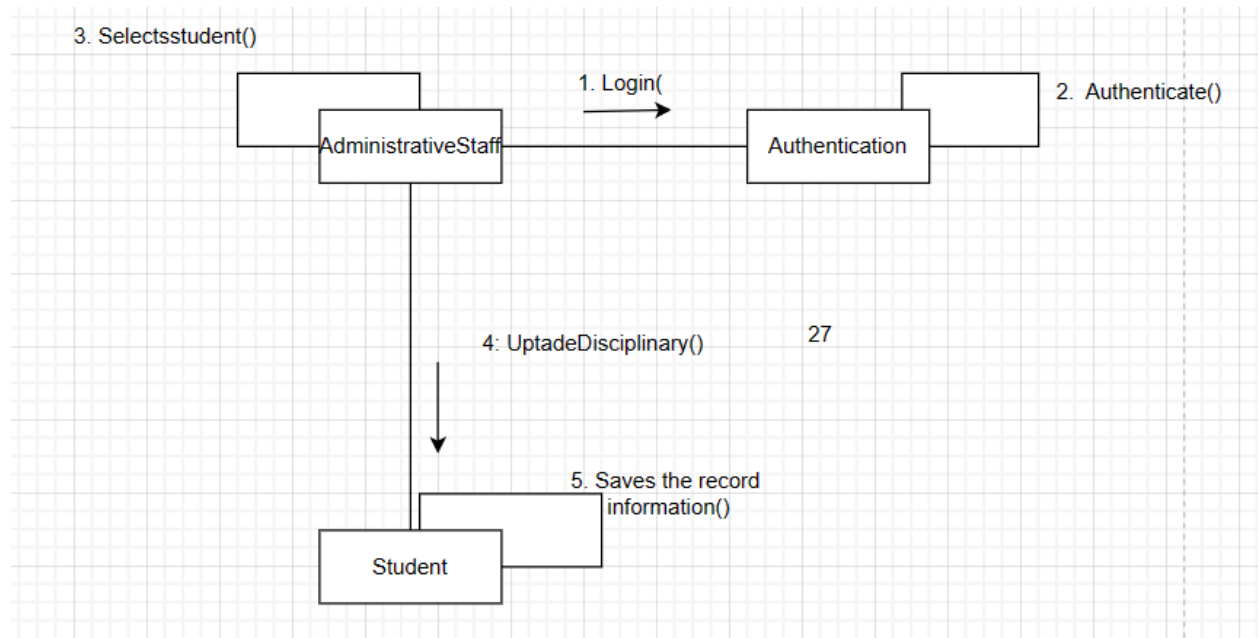 3. Selectsstudent()
1. Login(
2. Authenticate()
AdministrativeStaff
Authentication
4: UptadeDisciplinary()
27
5. Saves the record
information()
Student